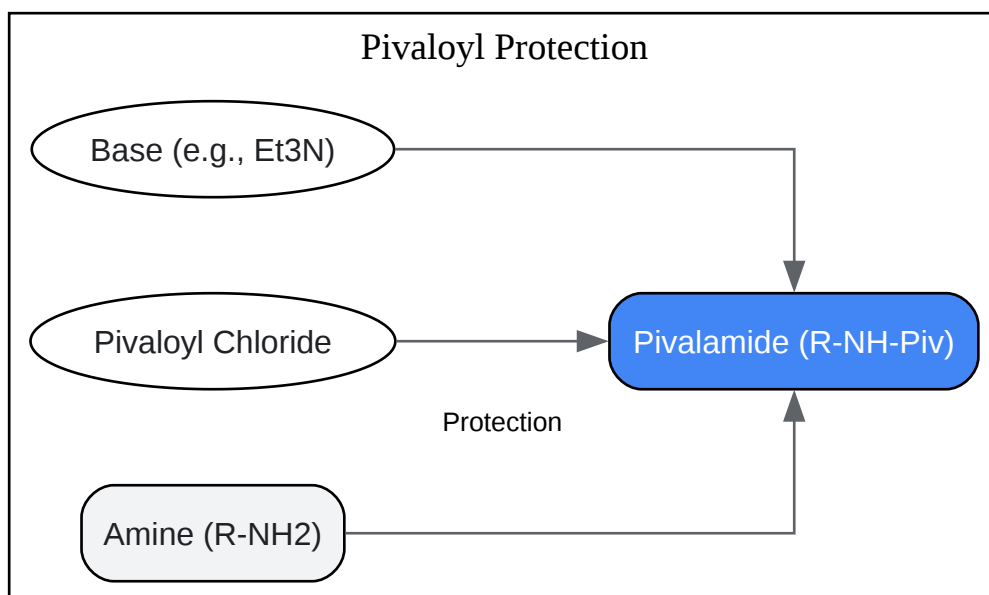 Pivaloyl Protection
Base (e.g., Et3N)
Pivaloyl Chloride
Pivalamide (R-NH-Piv)
Protection
Amine (R-NH2)